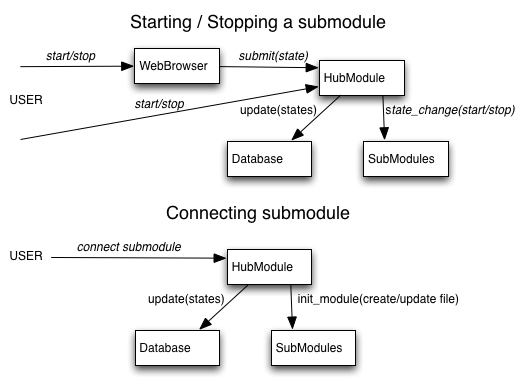 Starting / Stopping a submodule
start/stop
WebBrowser
submit(state)
HubModule
USER
start/stop
update(states)
state_change(start/stop)
Database
SubModules
Connecting submodule
USER
connect submodule
HubModule
update(states)
init_module(create/update file)
Database
SubModules